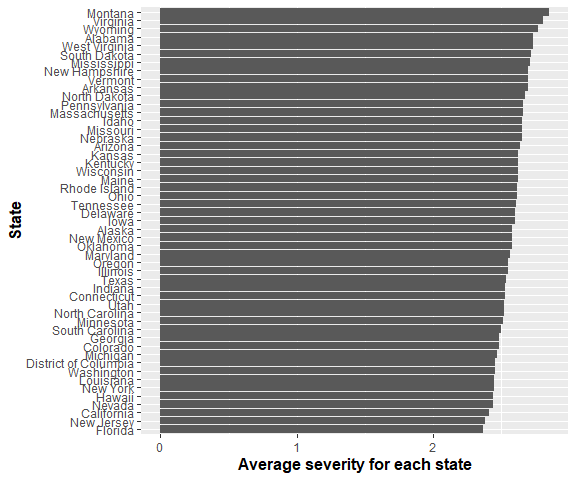 Montana
Virginia
Wyoming
Alabama
West Virginia
South Dakota
Mississippi
New Hampshire
Vermont
Arkansas
North Dakota
Pennsylvania
Massachusetts
Idaho
Missouri
Nebraska
Arizona
Kansas
Kentucky
Wisconsin
Maine
Rhode Island
Ohio
Tennessee
Delaware
Iowa
Alaska
New Mexico
Oklahoma
Maryland
Oregon
Illinois
Texas
Indiana
Connecticut
Utah
North Carolina
Minnesota
South Carolina
Georgia
Colorado
Michigan
District of Columbia
Washington
Louisiana
New York
Hawaii
Nevada
California
New Jersey
Florida
State
0 1 2
Average severity for each state